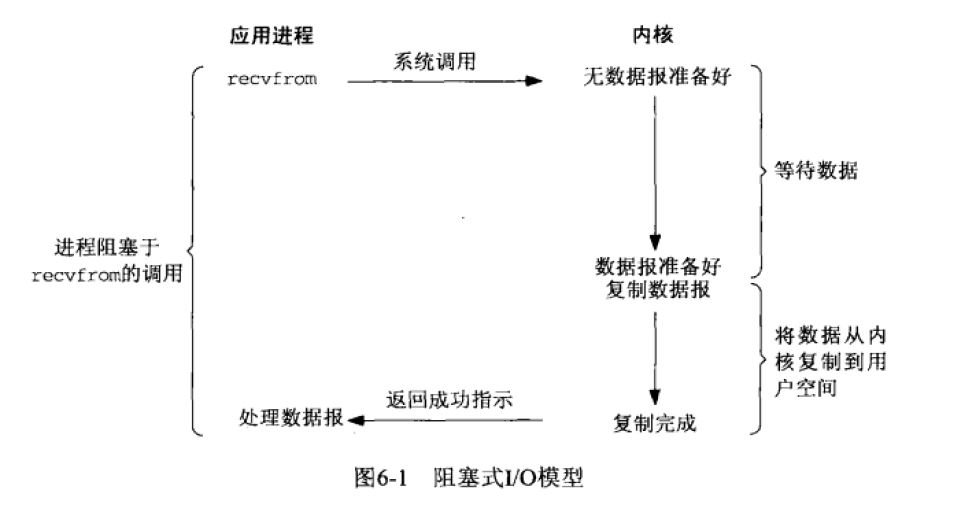 应用进程
内核
系统调用
recvfrom
无数据报准备好
等待数据
进程阻塞于
recvfrom的调用
数据报准备好
复制数据报
将数据从内
核复制到用
户空间
返回成功指示
处理数据报
复制完成
图6-1 阻塞式I/O模型